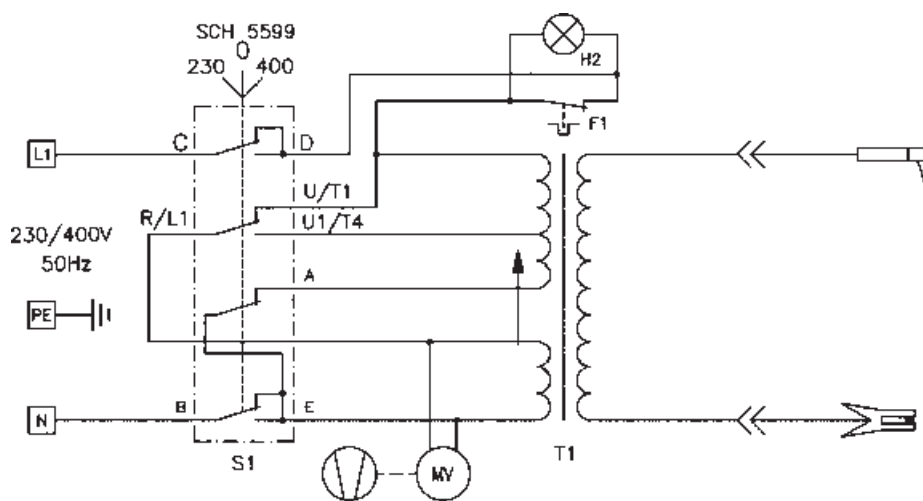 SCH 5599
0
230 400
H2
F1
L1
C
D
U/T1
R/L1
U1/T4
230/400V
50Hz
A
PE
N
B
E
S1
MV
T1